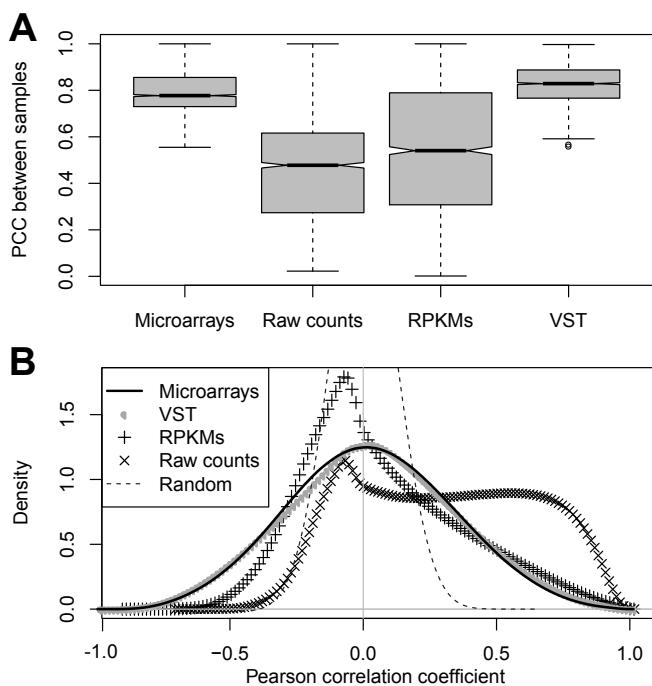 A
PCC between samples
1.0
0.8
0.6
0.4
0.2
0.0
Microarrays Raw counts RPKMs VST
B
Density
1.5
1.0
0.5
0.0
Microarrays
VST
RPKMs
Raw counts
Random
-1.0 −0.5 0.0 0.5 1.0
Pearson correlation coefficient